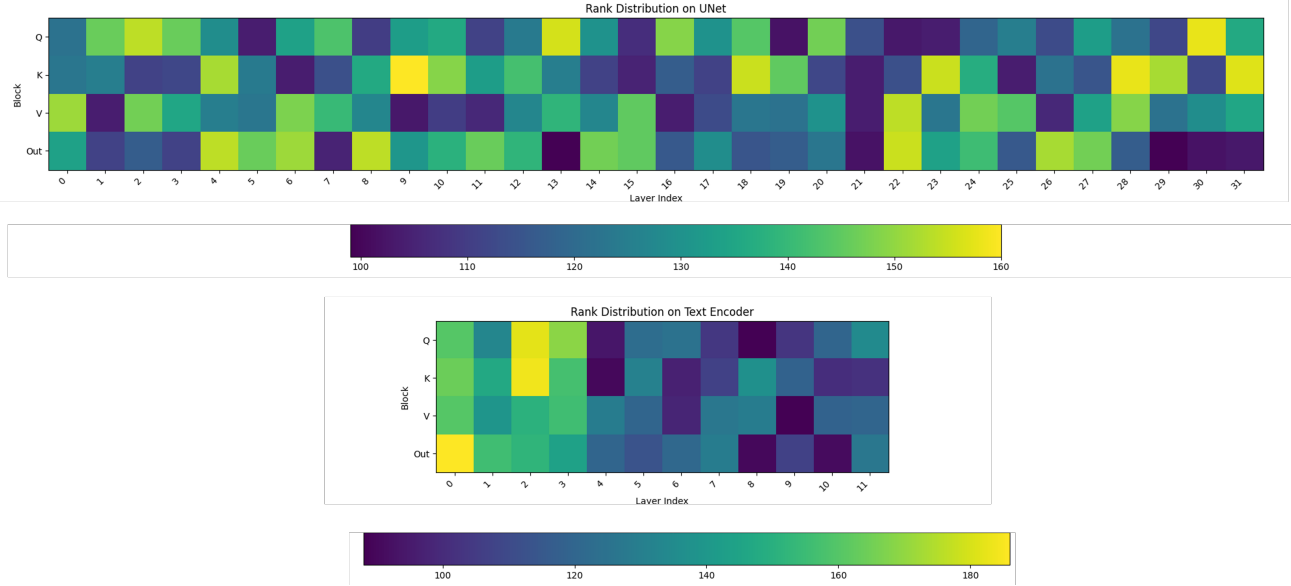 Rank Distribution on UNet
Block
Q
K
V
Out
0 1 2 3 4 5 6 7 8 9 10 11 12 13 14 15 16 17 18 19 20 21 22 23 24 25 26 27 28 29 30 31
Layer Index
100 110 120 130 140 150 160
Rank Distribution on Text Encoder
Block
Q
K
V
Out
0 1 2 3 4 5 6 7 8 9 10 11
Layer Index
100 120 140 160 180